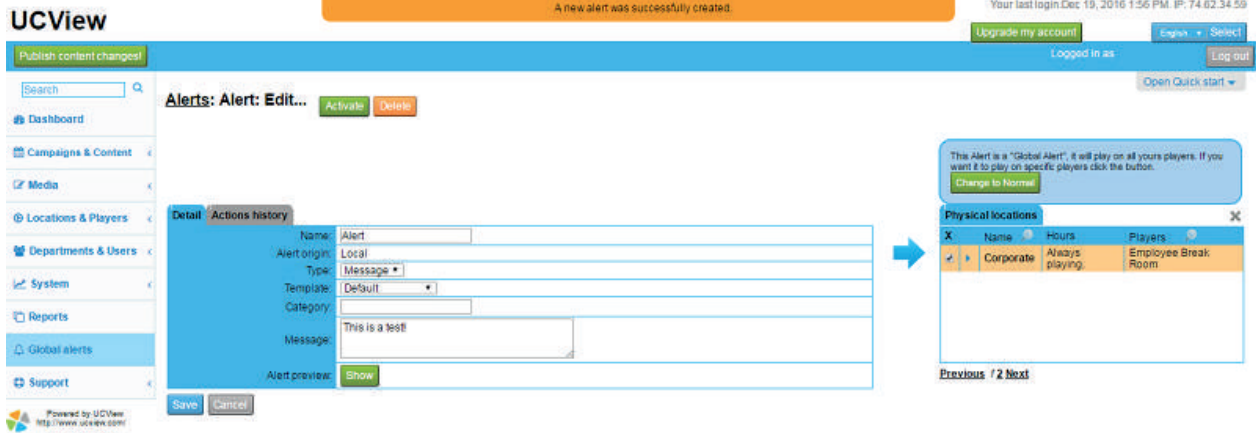 A new alert was successfully created.
Your last login:Dec 19, 2016 1:56 PM. IP: 74.62.34.59
UCView
Upgrade my account
English
Select
Publish content changes!
Logged in as
Log out
Search
Open Quick start
Alerts: Alert: Edit...
Activate
Delete
Dashboard
Campaigns & Content
Media
Locations & Players
Departments & Users
System
Reports
Global alerts
Support
Powered by UCView
http://www.ucview.com/
Detail
Actions history
Name: Alert
Alert origin: Local
Type: Message
Template: Default
Category:
Message: This is a test!
Alert preview: Show
Save
Cancel
This Alert is a "Global Alert", it will play on all yours players. If you
want it to play on specific players click the button.
Change to Normal
Physical locations
X Name Hours Players
Corporate Always playing. Employee Break Room
Previous / 2 Next